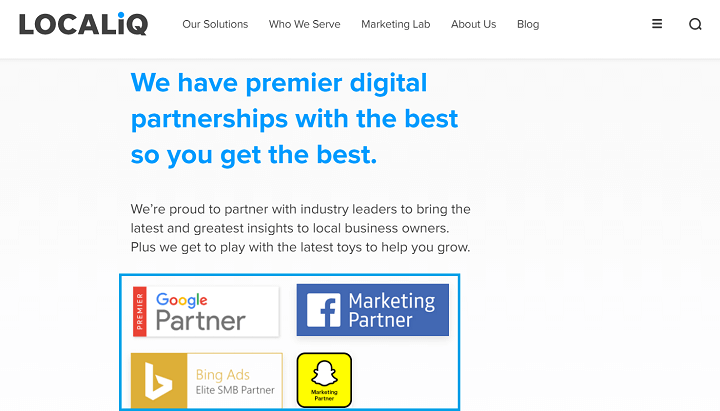 LOCALiQ
Our Solutions Who We Serve Marketing Lab About Us Blog
We have premier digital
partnerships with the best
so you get the best.
We’re proud to partner with industry leaders to bring the
latest and greatest insights to local business owners.
Plus we get to play with the latest toys to help you grow.
PREMIER
Google
Partner
Marketing
Partner
Bing Ads
Elite SMB Partner
Marketing
Partner